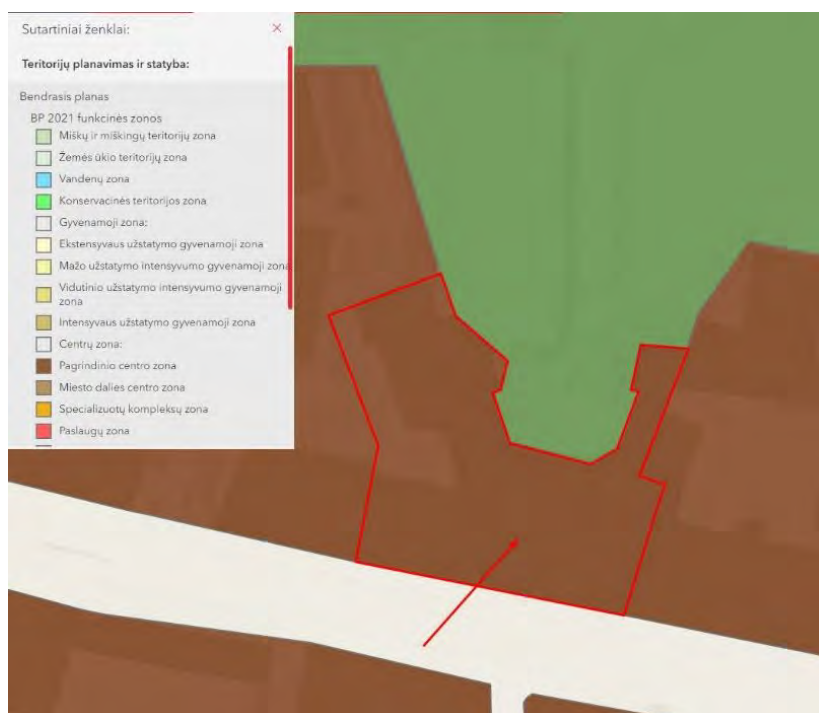 Sutartiniai ženklai:
Teritorijų planavimas ir statyba:
Bendrasis planas
BP 2021 funkcinės zonos
Miškų ir miškingų teritorijų zona
Žemės ūkio teritorijų zona
Vandenų zona
Konservacinės teritorijos zona
Gyvenamoji zona:
Ekstensyvaus užstatymo gyvenamoji zona
Mažo užstatymo intensyvumo gyvenamoji zona
Vidutinio užstatymo intensyvumo gyvenamoji
zona
Intensyvaus užstatymo gyvenamoji zona
Centrų zona:
Pagrindinio centro zona
Miesto dalies centro zona
Specializuotų kompleksų zona
Paslaugų zona